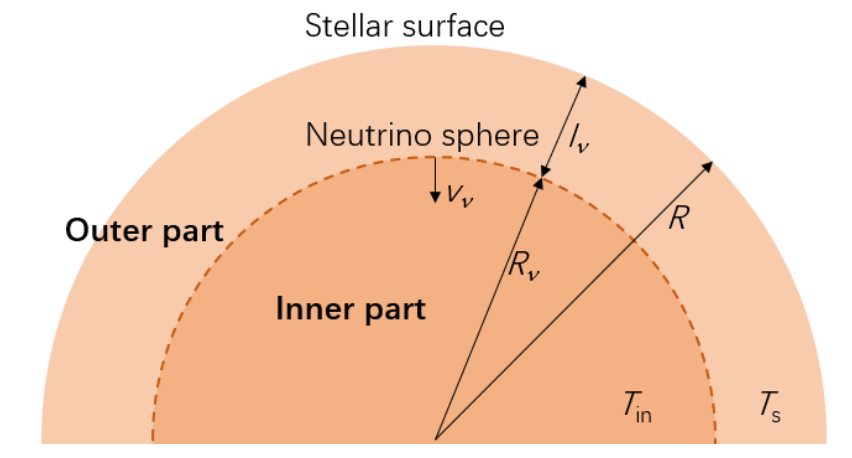 Stellar surface
Neutrino sphere
lν
vν
R
Outer part
Rν
Inner part
Tin
Ts